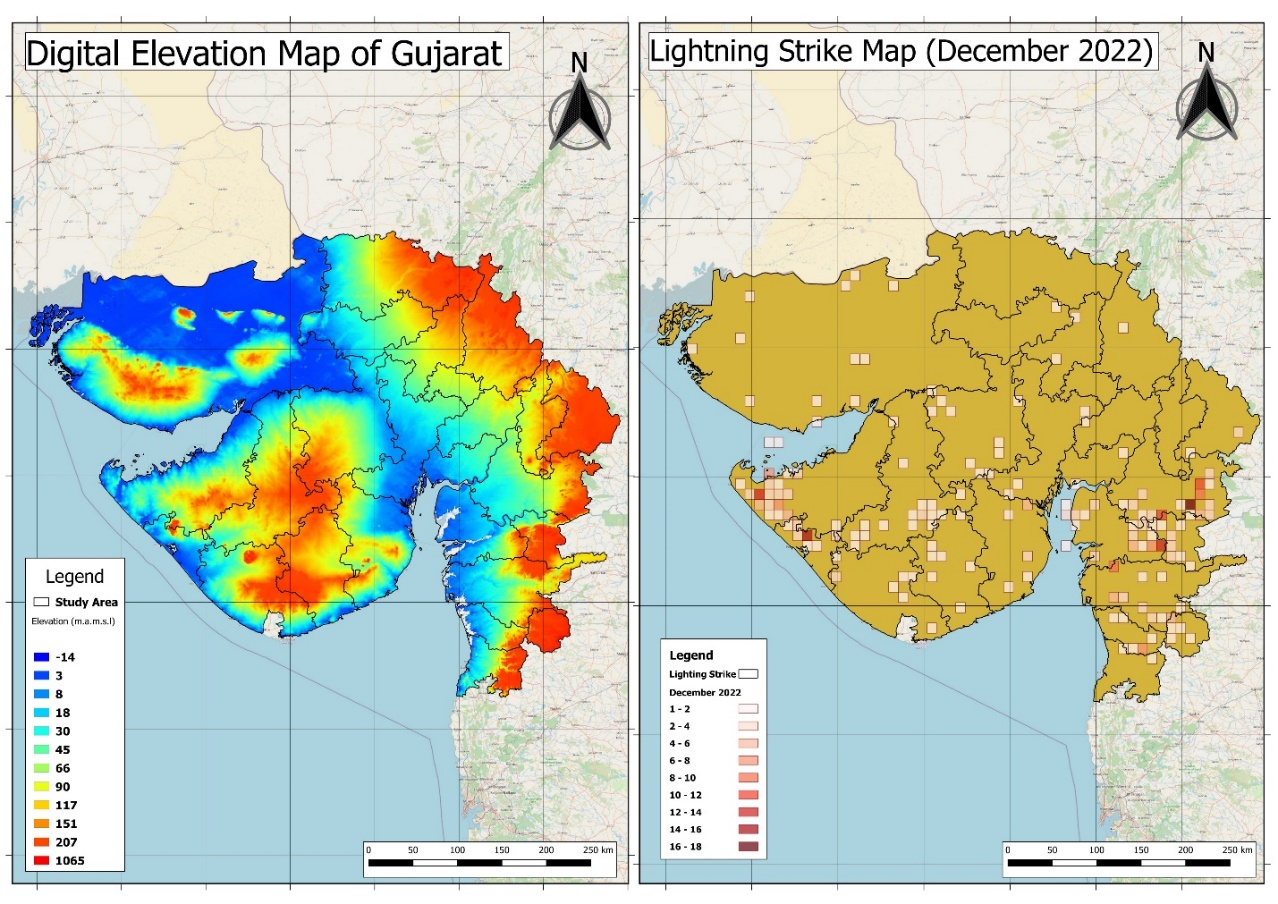 Digital Elevation Map of Gujarat
N
Legend
Study Area
Elevation (m.a.m.s.l)
-14
3
8
18
30
45
66
90
117
151
207
1065
0 50 100 150 200 250 km
Lightning Strike Map (December 2022)
N
Legend
Lighting Strike
December 2022
1 - 2
2 - 4
4 - 6
6 - 8
8 - 10
10 - 12
12 - 14
14 - 16
16 - 18
0 50 100 150 200 250 km